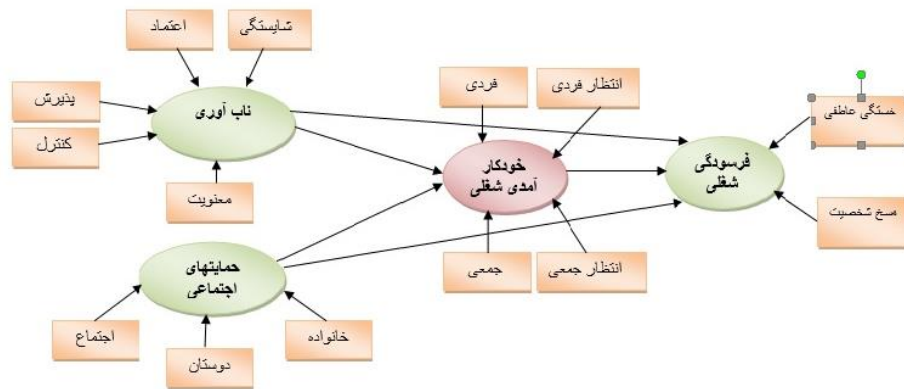 شایستگی
اعتماد
پذیرش
کنترل
تاب آوری
معنویت
فردی
انتظار فردی
خودکار
آمدی شغلی
جمعی
انتظار جمعی
خستگی عاطفی
فرسودگی
شغلی
مسخ شخصیت
حمایتهای
اجتماعی
اجتماع
دوستان
خانواده